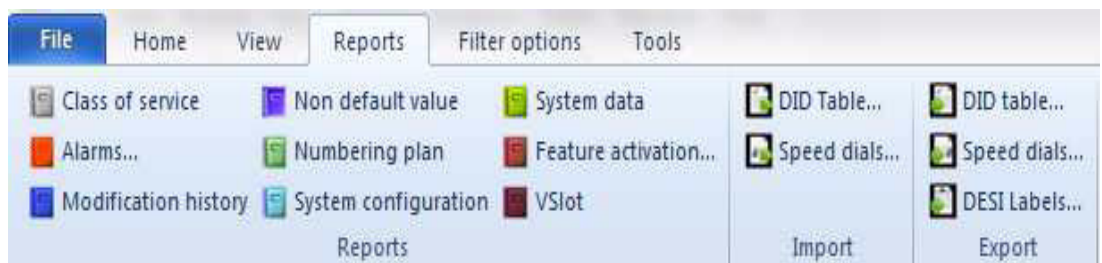 File Home View Reports Filter options Tools
Class of service Non default value System data DID Table... DID table...
Alarms... Numbering plan Feature activation... Speed dials... Speed dials...
Modification history System configuration VSlot DESI Labels...
Reports Import Export